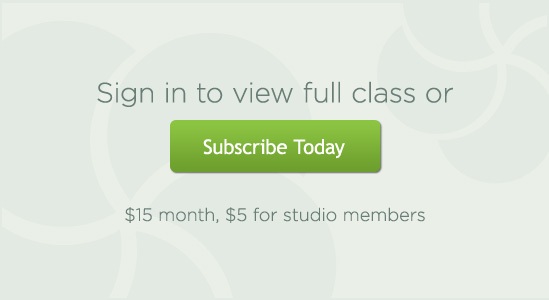 Sign in to view full class or
Subscribe Today
$15 month, $5 for studio members